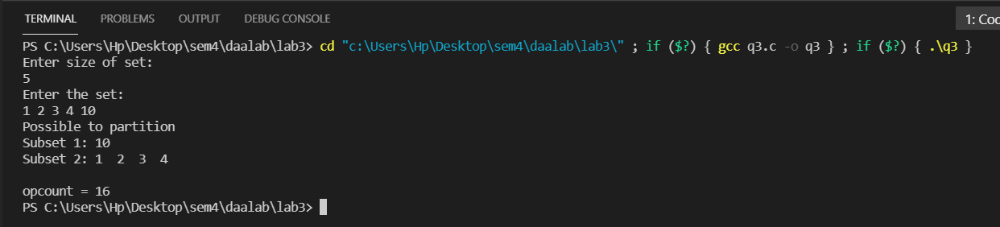 TERMINAL PROBLEMS OUTPUT DEBUG CONSOLE 1: Coc
PS C:\Users\Hp\Desktop\sem4\daalab\lab3> cd "c:\Users\Hp\Desktop\sem4\daalab\lab3\" ; if ($?) { gcc q3.c -o q3 } ; if ($?) { .\q3 }
Enter size of set:
5
Enter the set:
1 2 3 4 10
Possible to partition
Subset 1: 10
Subset 2: 1  2  3  4
opcount = 16
PS C:\Users\Hp\Desktop\sem4\daalab\lab3>